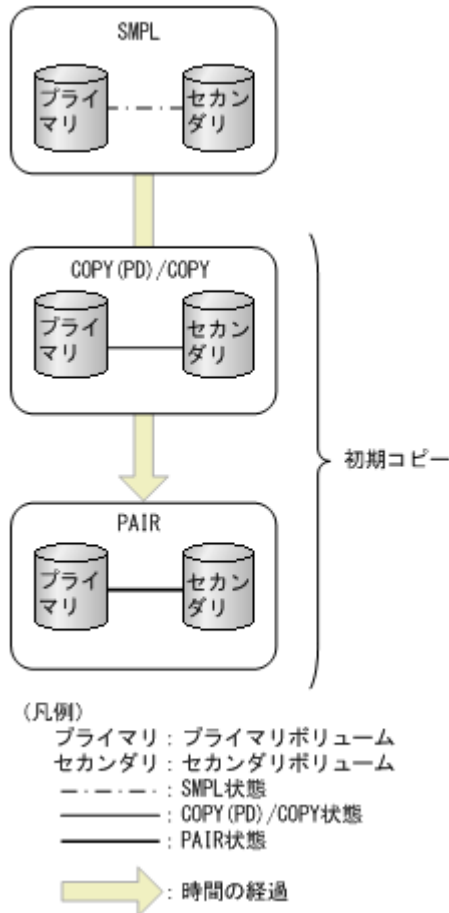 SMPL
プライ
マリ
セカン
ダリ
COPY(PD)/COPY
プライ
マリ
セカン
ダリ
初期コピー
PAIR
プライ
マリ
セカン
ダリ
(凡例)
プライマリ：プライマリボリューム
セカンダリ：セカンダリボリューム
：SMPL状態
：COPY(PD)/COPY状態
：PAIR状態
：時間の経過